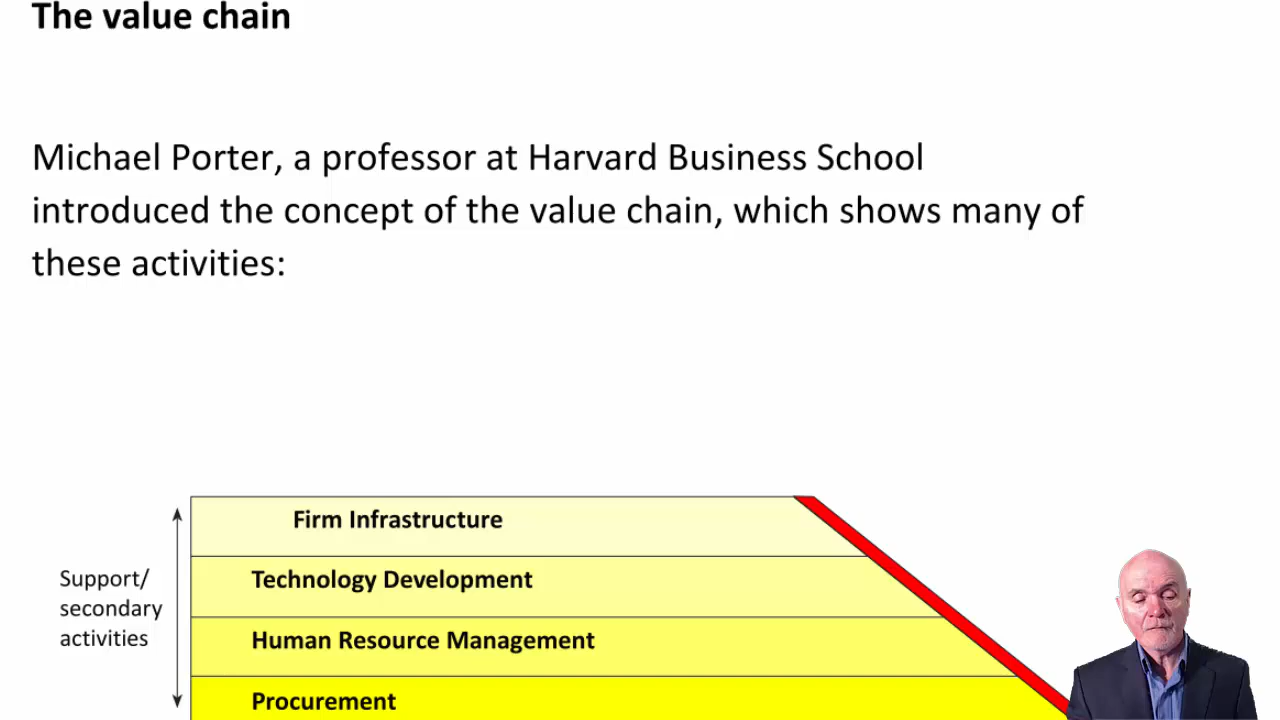 The value chain
Michael Porter, a professor at Harvard Business School
introduced the concept of the value chain, which shows many of
these activities:
Firm Infrastructure
Technology Development
Support/
secondary
activities
Human Resource Management
Procurement